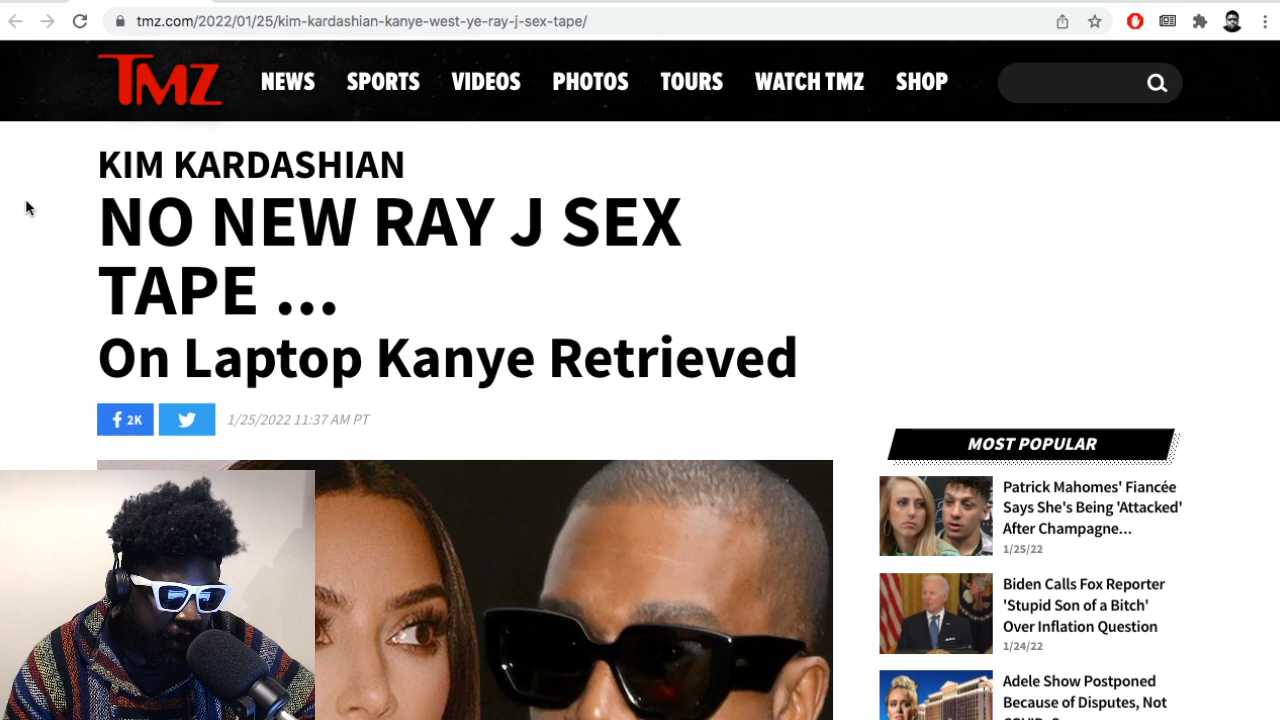 tmz.com/2022/01/25/kim-kardashian-kanye-west-ye-ray-j-sex-tape/
TMZ
NEWS SPORTS VIDEOS PHOTOS TOURS WATCH TMZ SHOP
KIM KARDASHIAN
NO NEW RAY J SEX
TAPE ...
On Laptop Kanye Retrieved
f 2K
1/25/2022 11:37 AM PT
MOST POPULAR
Patrick Mahomes' Fiancée
Says She's Being 'Attacked'
After Champagne...
1/25/22
Biden Calls Fox Reporter
'Stupid Son of a Bitch'
Over Inflation Question
1/24/22
Adele Show Postponed
Because of Disputes, Not